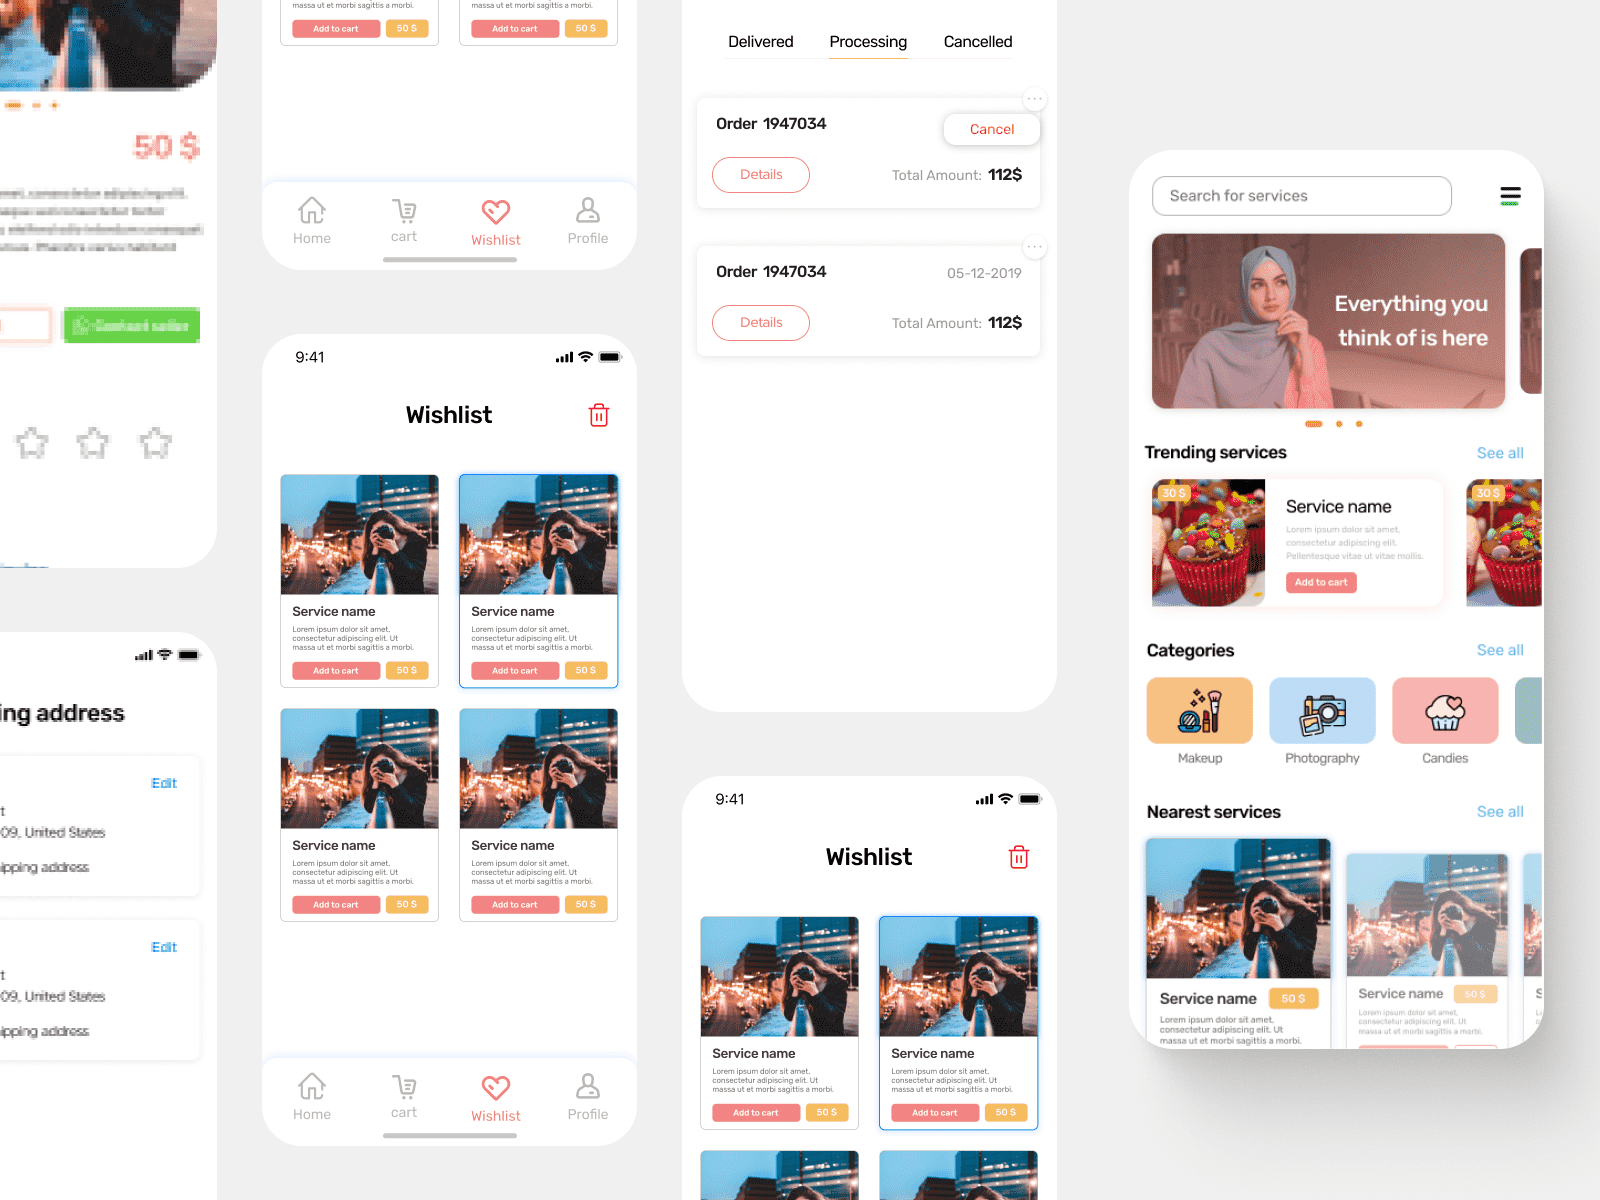 50 $
Contact seller
ing address
Edit
t
09, United States
ipping address
Edit
t
09, United States
ipping address
massa ut et morbi sagittis a morbi.
Add to cart
50 $
massa ut et morbi sagittis a morbi.
Add to cart
50 $
Home
cart
Wishlist
Profile
9:41
Wishlist
Service name
Lorem ipsum dolor sit amet,
consectetur adipiscing elit. Ut
massa ut et morbi sagittis a morbi.
Add to cart
50 $
Service name
Lorem ipsum dolor sit amet,
consectetur adipiscing elit. Ut
massa ut et morbi sagittis a morbi.
Add to cart
50 $
Service name
Lorem ipsum dolor sit amet,
consectetur adipiscing elit. Ut
massa ut et morbi sagittis a morbi.
Add to cart
50 $
Service name
Lorem ipsum dolor sit amet,
consectetur adipiscing elit. Ut
massa ut et morbi sagittis a morbi.
Add to cart
50 $
Home
cart
Wishlist
Profile
Delivered
Processing
Cancelled
Order 1947034
Cancel
Details
Total Amount: 112$
Order 1947034
05-12-2019
Details
Total Amount: 112$
9:41
Wishlist
Service name
Lorem ipsum dolor sit amet,
consectetur adipiscing elit. Ut
massa ut et morbi sagittis a morbi.
Add to cart
50 $
Service name
Lorem ipsum dolor sit amet,
consectetur adipiscing elit. Ut
massa ut et morbi sagittis a morbi.
Add to cart
50 $
Search for services
Everything you
think of is here
Trending services
See all
30 $
Service name
Lorem ipsum dolor sit amet,
consectetur adipiscing elit.
Pellentesque vitae ut vitae mollis.
Add to cart
30 $
Categories
See all
Makeup
Photography
Candies
Nearest services
See all
Service name
50 $
Lorem ipsum dolor sit amet,
consectetur adipiscing elit. Ut
massa ut et morbi sagittis a morbi.
Service name
50 $
Lorem ipsum dolor sit amet,
consectetur adipiscing elit. Ut
massa ut et morbi sagittis a morbi.